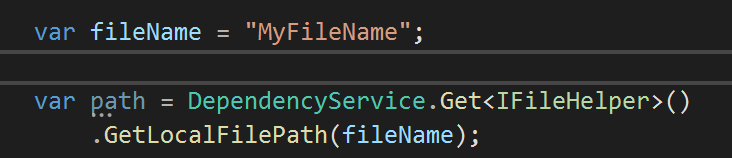 var fileName = "MyFileName";
var path = DependencyService.Get<IFileHelper>()
.GetLocalFilePath(fileName);